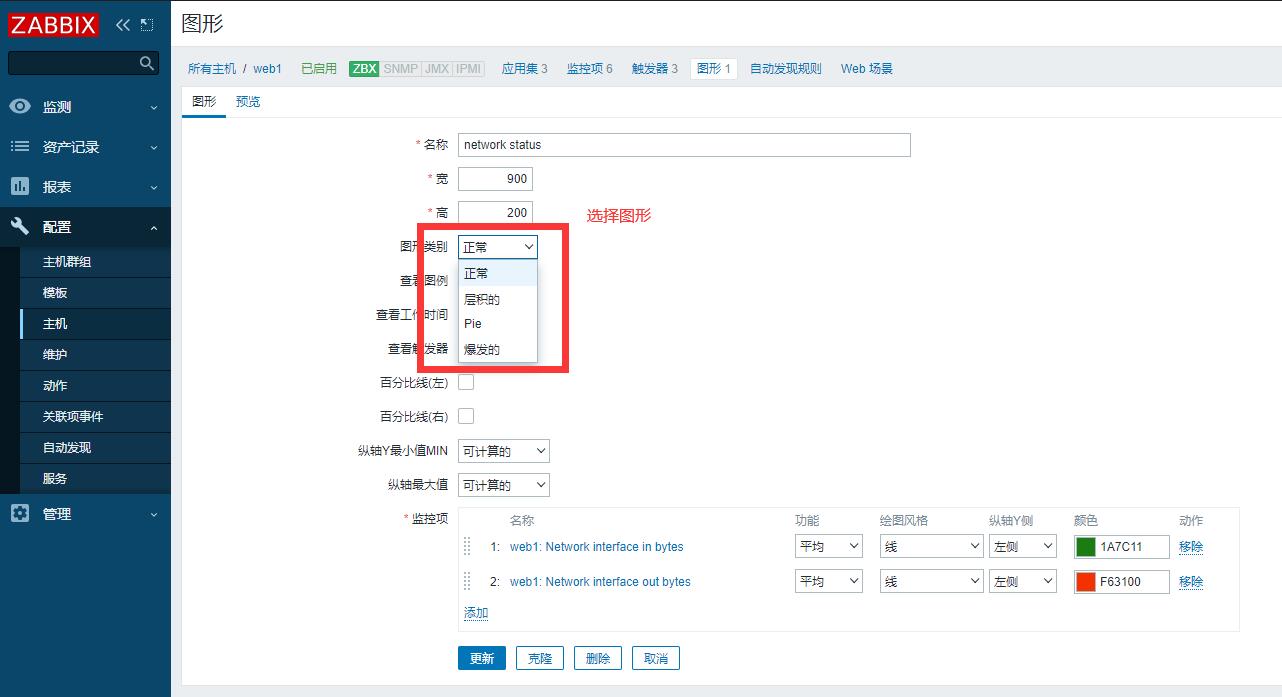 ZABBIX
图形
所有主机 / web1 已启用 ZBX SNMP JMX IPMI 应用集 3 监控项 6 触发器 3 图形 1 自动发现规则 Web 场景
图形 预览
监测
资产记录
报表
配置
主机群组
模板
主机
维护
动作
关联项事件
自动发现
服务
管理
* 名称 network status
* 宽 900
* 高 200
选择图形
图形类别 正常
正常
层积的
Pie
爆发的
查看图例
查看工作时间
查看触发器
百分比线(左)
百分比线(右)
纵轴Y最小值MIN 可计算的
纵轴最大值 可计算的
* 监控项
名称 功能 绘图风格 纵轴Y侧 颜色 动作
1: web1: Network interface in bytes 平均 线 左侧 1A7C11 移除
2: web1: Network interface out bytes 平均 线 左侧 F63100 移除
添加
更新 克隆 删除 取消